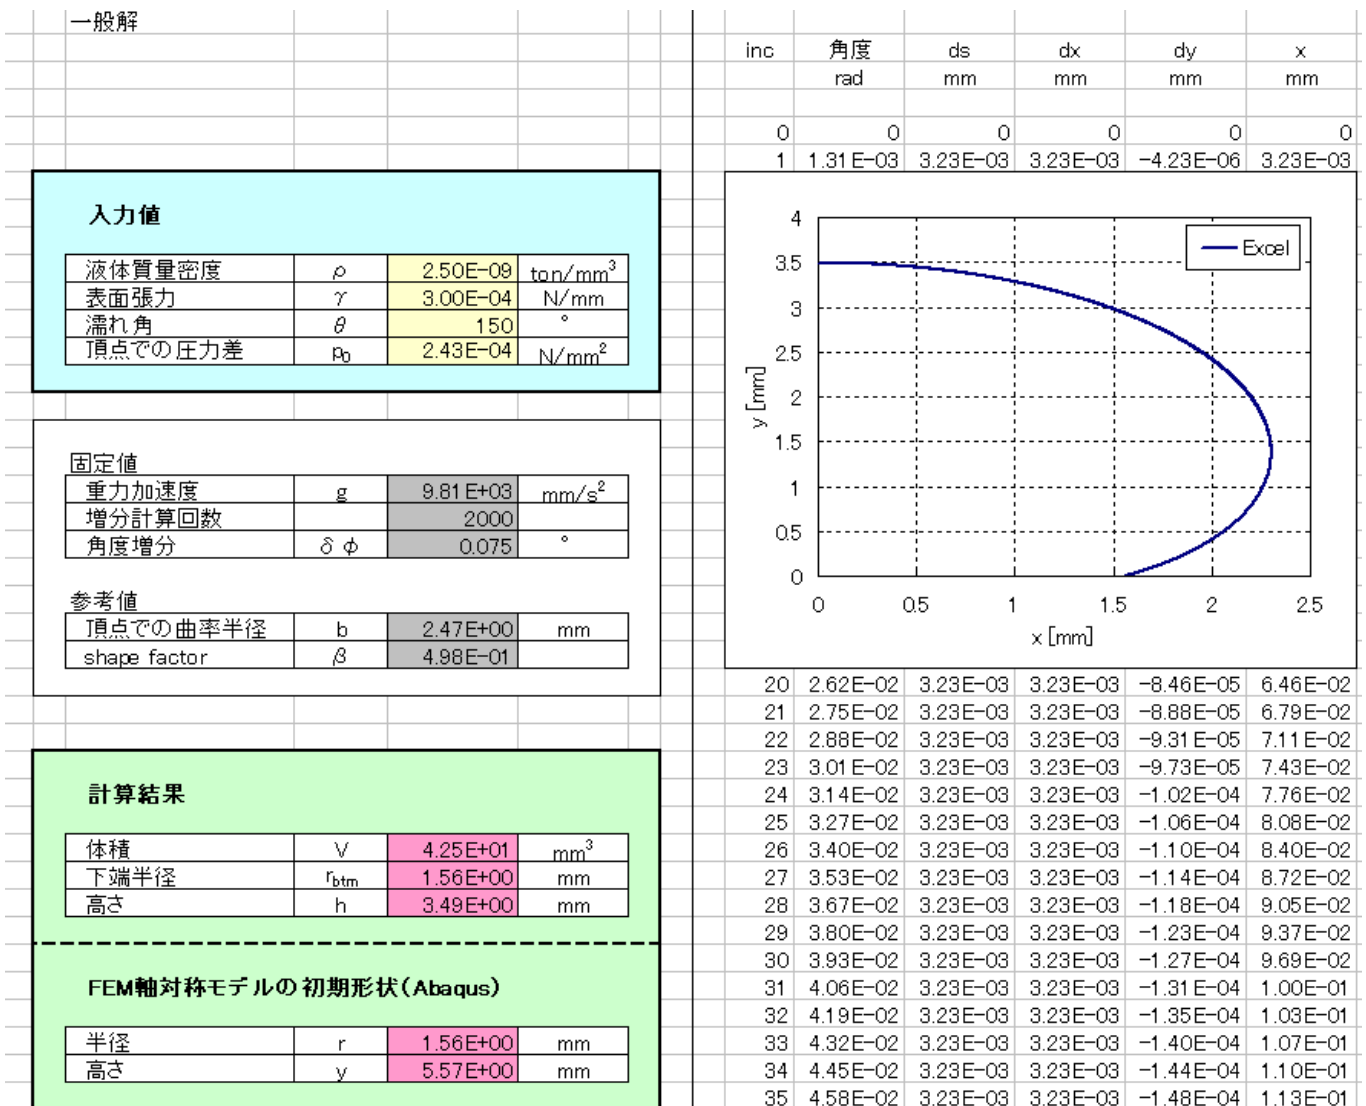 一般解
入力値
液体質量密度 ρ 2.50E-09 ton/mm³
表面張力 γ 3.00E-04 N/mm
濡れ角 θ 150 °
頂点での圧力差 p₀ 2.43E-04 N/mm²
固定値
重力加速度 g 9.81E+03 mm/s²
増分計算回数 2000
角度増分 δφ 0.075 °
参考値
頂点での曲率半径 b 2.47E+00 mm
shape factor β 4.98E-01
計算結果
体積 V 4.25E+01 mm³
下端半径 r_btm 1.56E+00 mm
高さ h 3.49E+00 mm
FEM軸対称モデルの初期形状(Abaqus)
半径 r 1.56E+00 mm
高さ y 5.57E+00 mm
inc 角度 ds dx dy x
rad mm mm mm mm
0 0 0 0 0 0
1 1.31E-03 3.23E-03 3.23E-03 -4.23E-06 3.23E-03
4
3.5
3
2.5
2
1.5
1
0.5
0
y [mm]
Excel
0 0.5 1 1.5 2 2.5
x [mm]
20 2.62E-02 3.23E-03 3.23E-03 -8.46E-05 6.46E-02
21 2.75E-02 3.23E-03 3.23E-03 -8.88E-05 6.79E-02
22 2.88E-02 3.23E-03 3.23E-03 -9.31E-05 7.11E-02
23 3.01E-02 3.23E-03 3.23E-03 -9.73E-05 7.43E-02
24 3.14E-02 3.23E-03 3.23E-03 -1.02E-04 7.76E-02
25 3.27E-02 3.23E-03 3.23E-03 -1.06E-04 8.08E-02
26 3.40E-02 3.23E-03 3.23E-03 -1.10E-04 8.40E-02
27 3.53E-02 3.23E-03 3.23E-03 -1.14E-04 8.72E-02
28 3.67E-02 3.23E-03 3.23E-03 -1.18E-04 9.05E-02
29 3.80E-02 3.23E-03 3.23E-03 -1.23E-04 9.37E-02
30 3.93E-02 3.23E-03 3.23E-03 -1.27E-04 9.69E-02
31 4.06E-02 3.23E-03 3.23E-03 -1.31E-04 1.00E-01
32 4.19E-02 3.23E-03 3.23E-03 -1.35E-04 1.03E-01
33 4.32E-02 3.23E-03 3.23E-03 -1.40E-04 1.07E-01
34 4.45E-02 3.23E-03 3.23E-03 -1.44E-04 1.10E-01
35 4.58E-02 3.23E-03 3.23E-03 -1.48E-04 1.13E-01